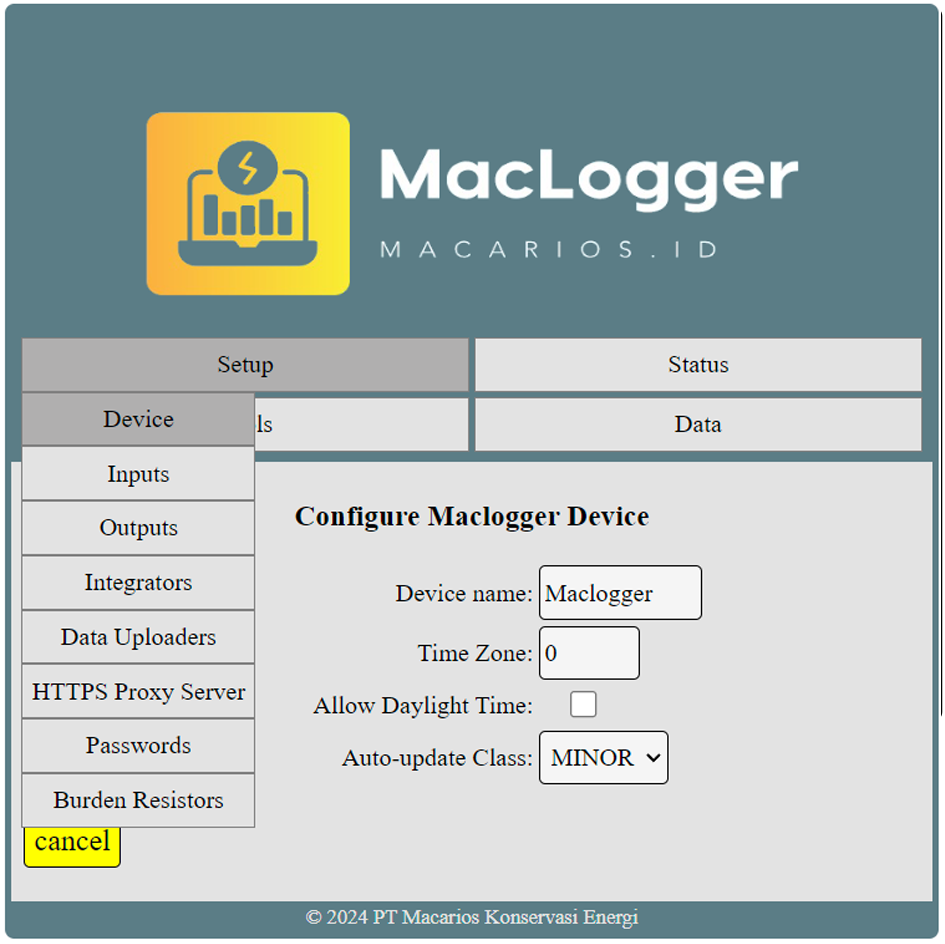 MacLogger
MACARIOS.ID
Setup
Status
Device
ls
Data
Inputs
Outputs
Integrators
Data Uploaders
HTTPS Proxy Server
Passwords
Burden Resistors
Configure Maclogger Device
Device name: Maclogger
Time Zone: 0
Allow Daylight Time:
Auto-update Class: MINOR
cancel
© 2024 PT Macarios Konservasi Energi